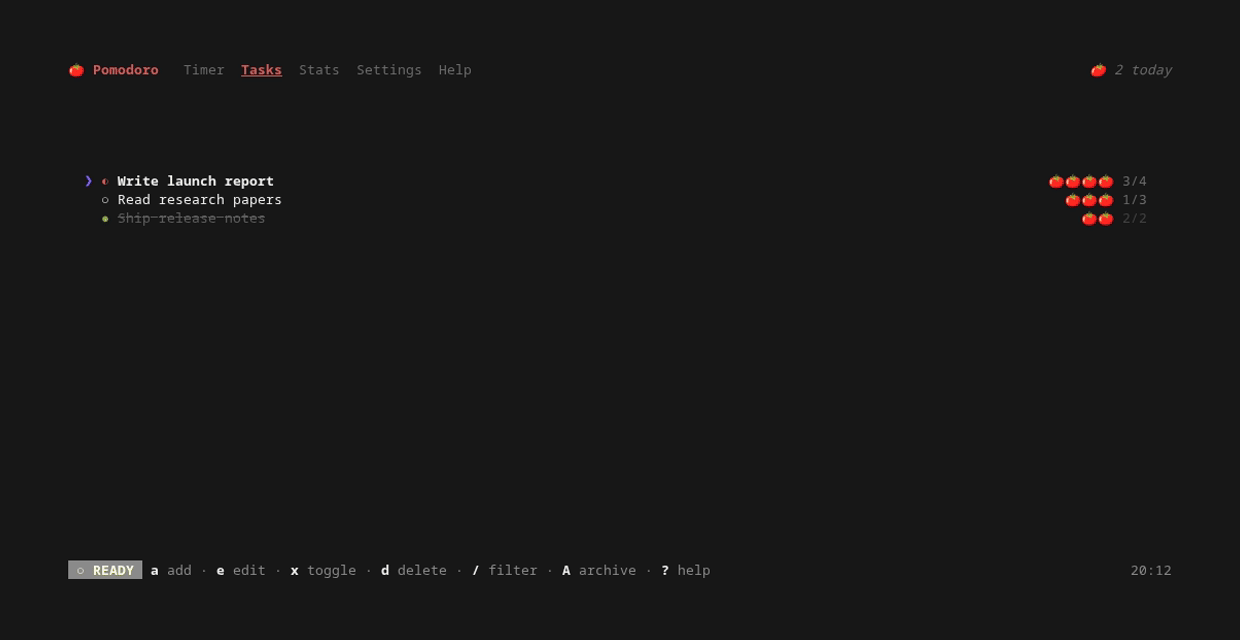 🍅 Pomodoro Timer Tasks Stats Settings Help 🍅 2 today
❯ ◐ Write launch report 🍅🍅🍅🍅 3/4
○ Read research papers 🍅🍅🍅 1/3
● Ship release notes 🍅🍅 2/2
○ READY a add · e edit · x toggle · d delete · / filter · A archive · ? help 20:12